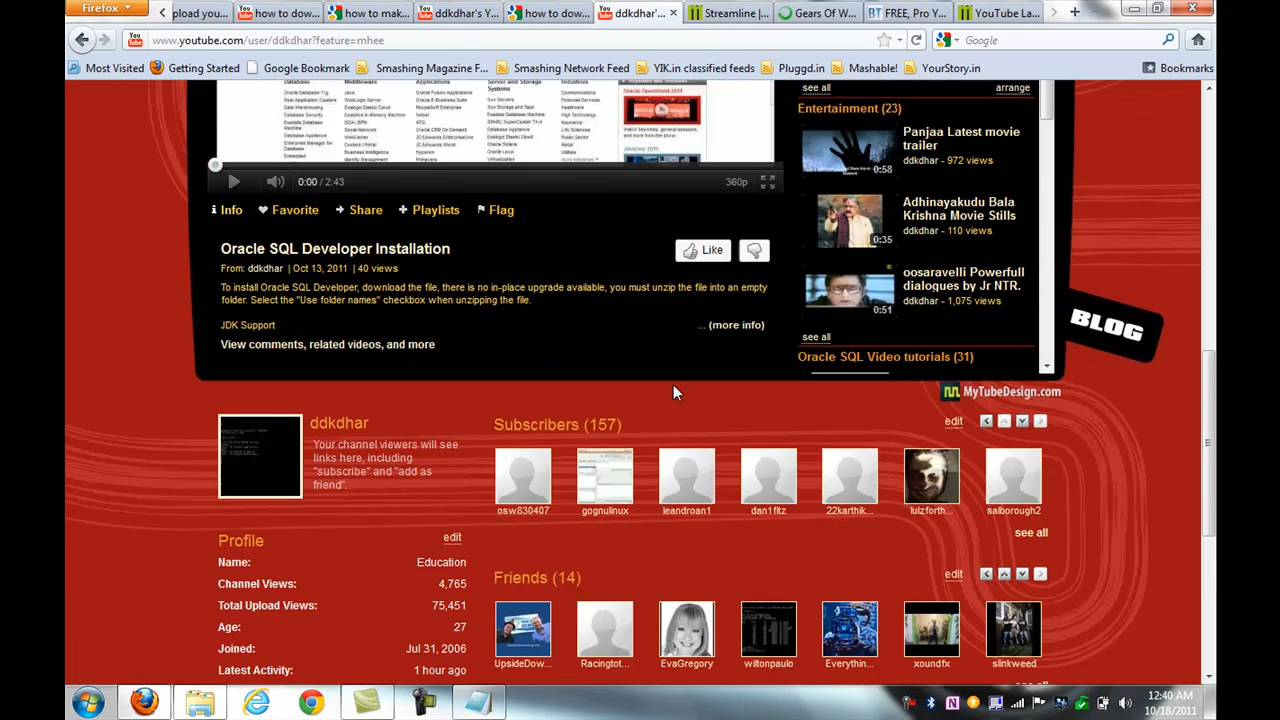 Firefox
upload you...
how to dow...
how to mak...
ddkdhar's Y...
how to dow...
ddkdhar'...
Streamline |...
Gears Of W...
FREE, Pro Y...
YouTube La...
www.youtube.com/user/ddkdhar?feature=mhee
Google
Most Visited
Getting Started
Google Bookmark
Smashing Magazine F...
Smashing Network Feed
YIK.in classified feeds
Pluggd.in
Mashable!
YourStory.in
Bookmarks
see all
arrange
Entertainment (23)
Panjaa Latest movie
trailer
ddkdhar - 972 views
0:58
Adhinayakudu Bala
Krishna Movie Stills
ddkdhar - 110 views
0:35
oosaravelli Powerfull
dialogues by Jr NTR.
ddkdhar - 1,075 views
0:51
see all
Oracle SQL Video tutorials (31)
0:00 / 2:43
360p
Info
Favorite
Share
Playlists
Flag
Oracle SQL Developer Installation
Like
From: ddkdhar | Oct 13, 2011 | 40 views
To install Oracle SQL Developer, download the file, there is no in-place upgrade available, you must unzip the file into an empty
folder. Select the "Use folder names" checkbox when unzipping the file.
JDK Support
... (more info)
View comments, related videos, and more
BLOG
MyTubeDesign.com
ddkdhar
Your channel viewers will see
links here, including
"subscribe" and "add as
friend".
Subscribers (157)
edit
osw830407
gognulinux
leandroan1
dan1fitz
22karthik...
lulzforth...
salborough2
see all
Profile
edit
Name: Education
Channel Views: 4,765
Total Upload Views: 75,451
Age: 27
Joined: Jul 31, 2006
Latest Activity: 1 hour ago
Friends (14)
edit
UpsideDow...
Racingtot...
EvaGregory
wiltonpaulo
Everythin...
xoundfx
slinkweed
12:40 AM
10/18/2011